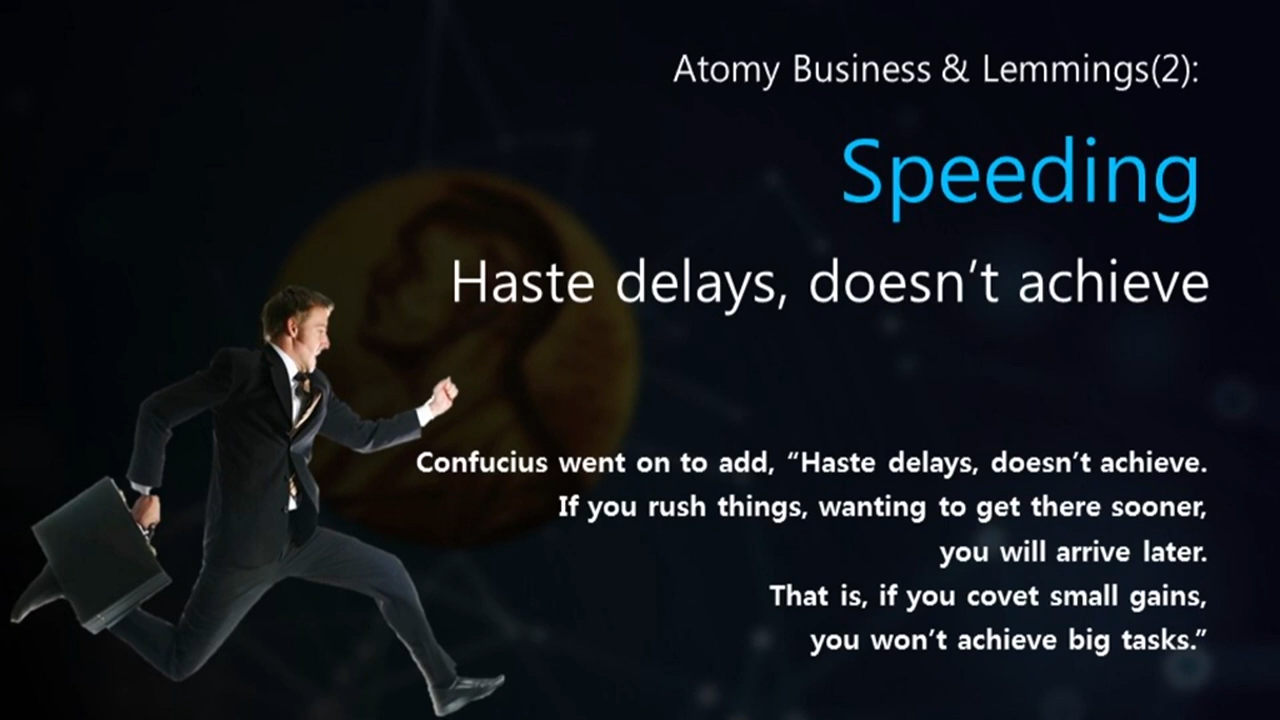 Atomy Business & Lemmings(2):
Speeding
Haste delays, doesn’t achieve
Confucius went on to add, “Haste delays, doesn’t achieve.
If you rush things, wanting to get there sooner,
you will arrive later.
That is, if you covet small gains,
you won’t achieve big tasks.”